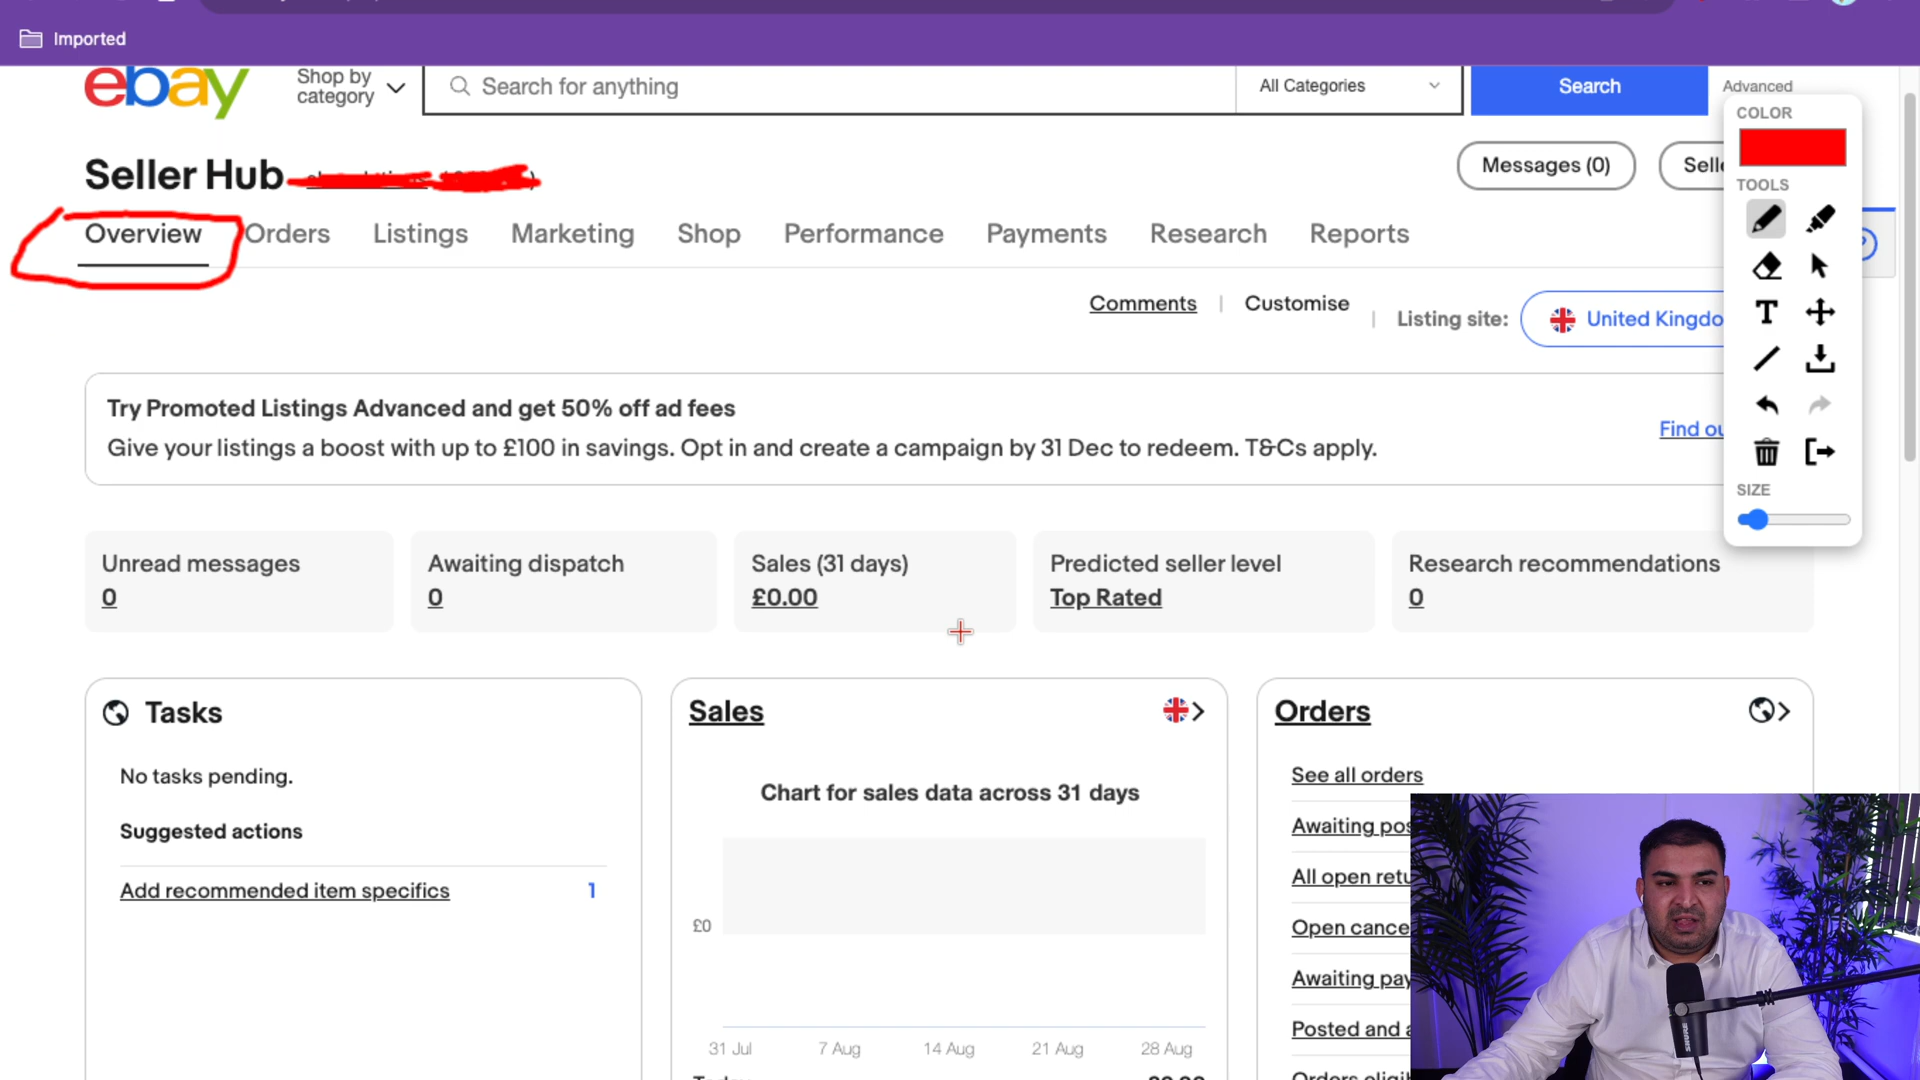 Imported
ebay
Shop by
category
Search for anything
All Categories
Search
Advanced
COLOR
Seller Hub
Messages (0)
TOOLS
Overview
Orders
Listings
Marketing
Shop
Performance
Payments
Research
Reports
Comments
Customise
Listing site:
United Kingdo
Try Promoted Listings Advanced and get 50% off ad fees
Give your listings a boost with up to £100 in savings. Opt in and create a campaign by 31 Dec to redeem. T&Cs apply.
Find ou
SIZE
Unread messages
0
Awaiting dispatch
0
Sales (31 days)
£0.00
Predicted seller level
Top Rated
Research recommendations
0
Tasks
No tasks pending.
Suggested actions
Add recommended item specifics 1
Sales
Chart for sales data across 31 days
£0
31 Jul 7 Aug 14 Aug 21 Aug 28 Aug
Orders
See all orders
Awaiting pos
All open retu
Open cance
Awaiting pay
Posted and a
SHURE